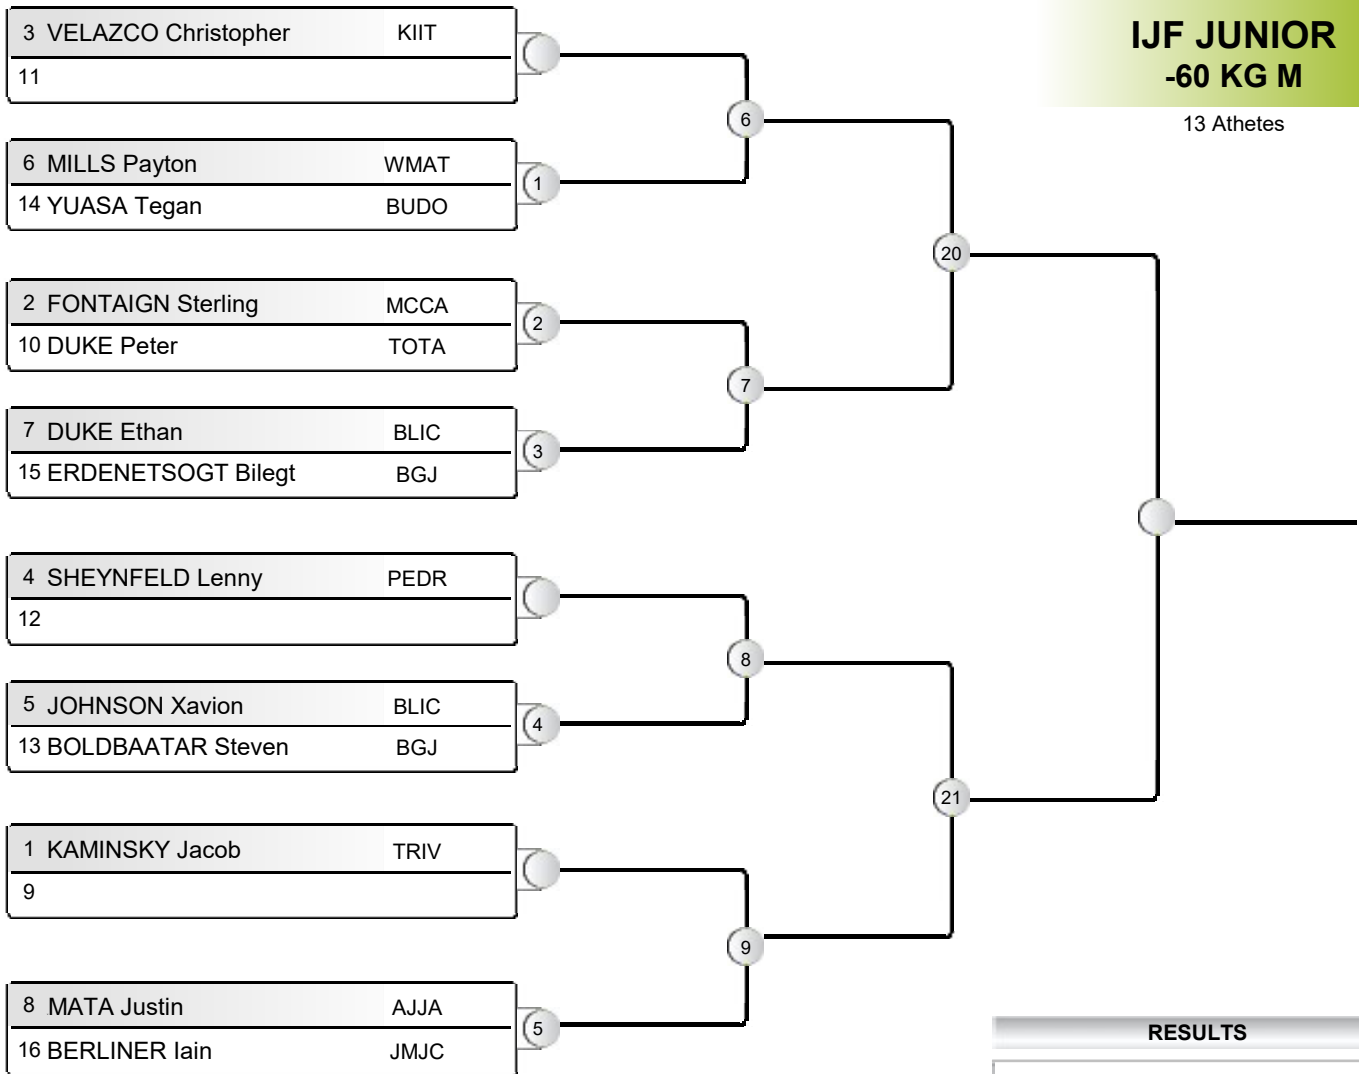 IJF JUNIOR
-60 KG M
13 Athetes
3 VELAZCO Christopher KIIT
11
6 MILLS Payton WMAT
14 YUASA Tegan BUDO
2 FONTAIGN Sterling MCCA
10 DUKE Peter TOTA
7 DUKE Ethan BLIC
15 ERDENETSOGT Bilegt BGJ
4 SHEYNFELD Lenny PEDR
12
5 JOHNSON Xavion BLIC
13 BOLDBAATAR Steven BGJ
1 KAMINSKY Jacob TRIV
9
8 MATA Justin AJJA
16 BERLINER Iain JMJC
1
2
3
4
5
6
7
8
9
20
21
RESULTS